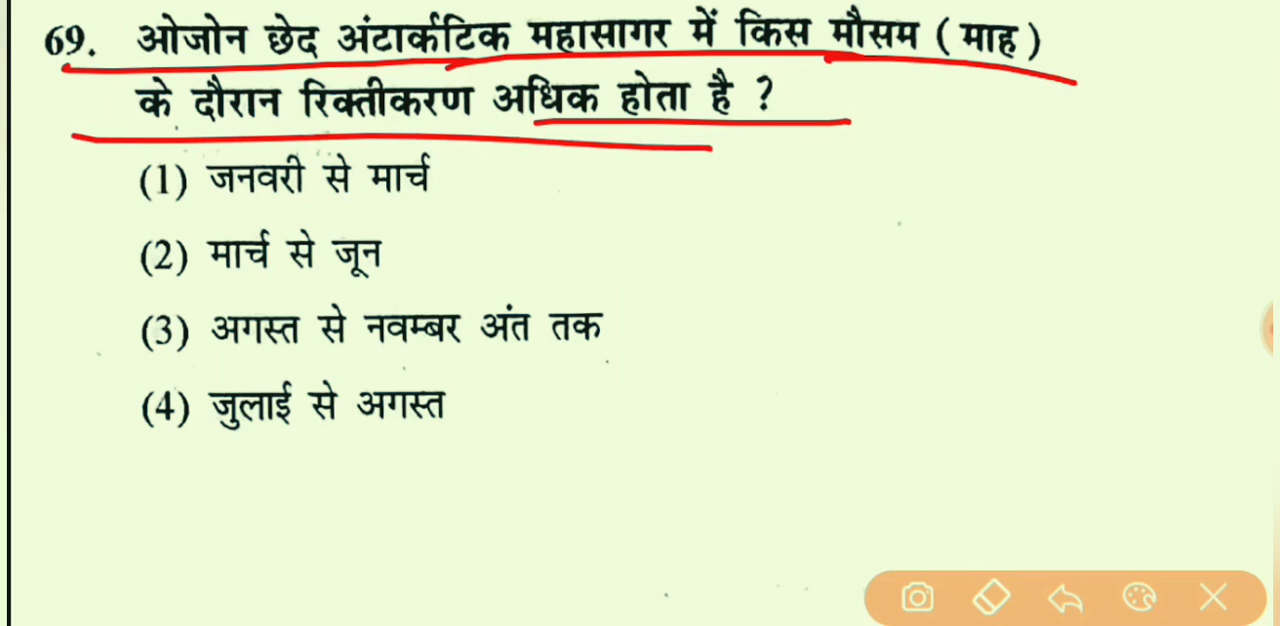 69. ओजोन छेद अंटार्कटिक महासागर में किस मौसम ( माह )
के दौरान रिक्तीकरण अधिक होता है ?
(1) जनवरी से मार्च
(2) मार्च से जून
(3) अगस्त से नवम्बर अंत तक
(4) जुलाई से अगस्त